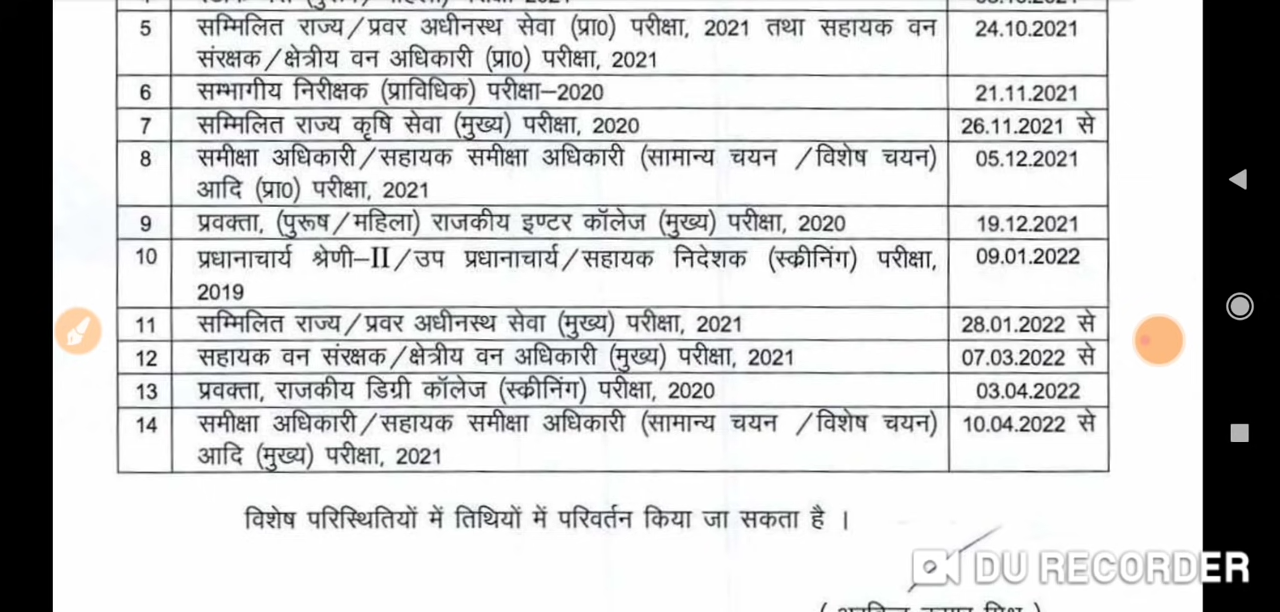 5 सम्मिलित राज्य/प्रवर अधीनस्थ सेवा (प्रा0) परीक्षा, 2021 तथा सहायक वन 24.10.2021
संरक्षक/क्षेत्रीय वन अधिकारी (प्रा0) परीक्षा, 2021
6 सम्भागीय निरीक्षक (प्राविधिक) परीक्षा–2020 21.11.2021
7 सम्मिलित राज्य कृषि सेवा (मुख्य) परीक्षा, 2020 26.11.2021 से
8 समीक्षा अधिकारी/सहायक समीक्षा अधिकारी (सामान्य चयन /विशेष चयन) 05.12.2021
आदि (प्रा0) परीक्षा, 2021
9 प्रवक्ता, (पुरूष/महिला) राजकीय इण्टर कॉलेज (मुख्य) परीक्षा, 2020 19.12.2021
10 प्रधानाचार्य श्रेणी–II/उप प्रधानाचार्य/सहायक निदेशक (स्कीनिंग) परीक्षा, 09.01.2022
2019
11 सम्मिलित राज्य/प्रवर अधीनस्थ सेवा (मुख्य) परीक्षा, 2021 28.01.2022 से
12 सहायक वन संरक्षक/क्षेत्रीय वन अधिकारी (मुख्य) परीक्षा, 2021 07.03.2022 से
13 प्रवक्ता, राजकीय डिग्री कॉलेज (स्कीनिंग) परीक्षा, 2020 03.04.2022
14 समीक्षा अधिकारी/सहायक समीक्षा अधिकारी (सामान्य चयन /विशेष चयन) 10.04.2022 से
आदि (मुख्य) परीक्षा, 2021
विशेष परिस्थितियों में तिथियों में परिवर्तन किया जा सकता है ।
DU RECORDER